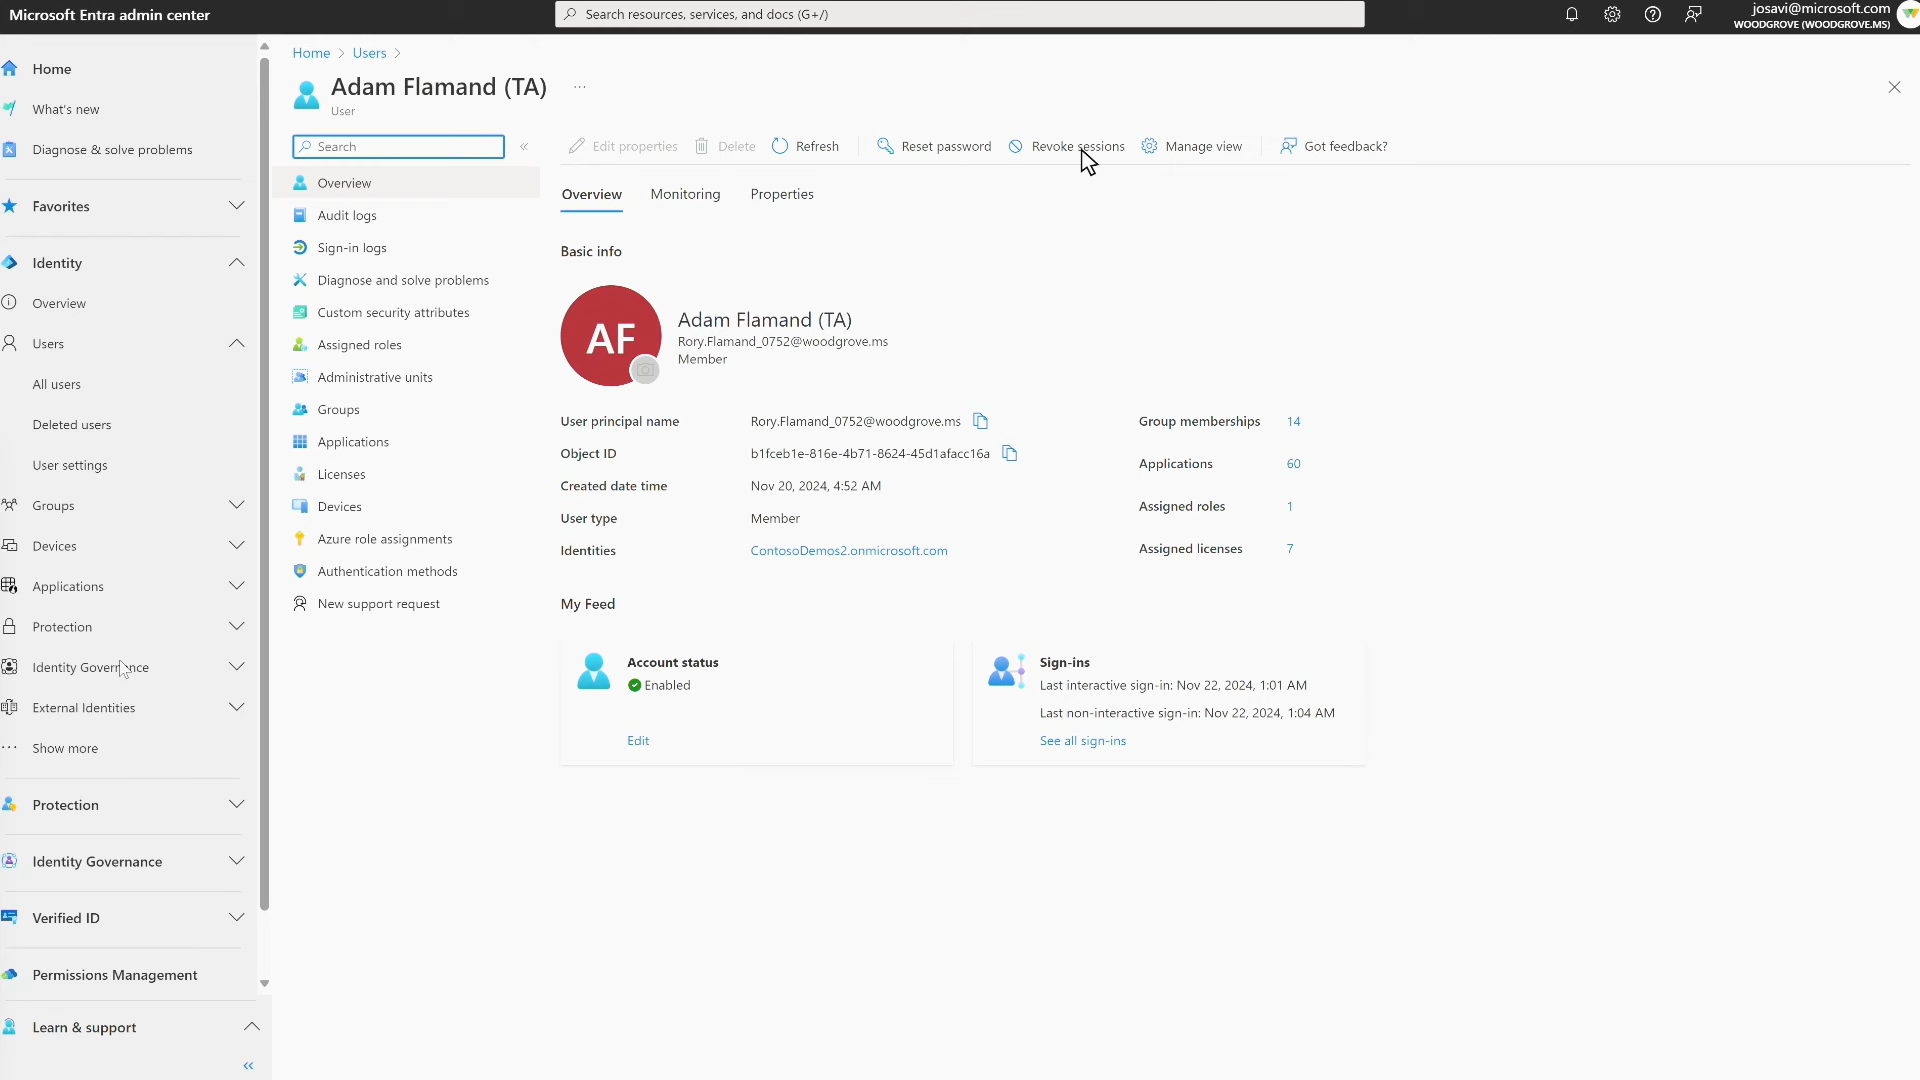 Microsoft Entra admin center
Search resources, services, and docs (G+/)
josavi@microsoft.com
WOODGROVE (WOODGROVE.MS)
Home
What's new
Diagnose & solve problems
Favorites
Identity
Overview
Users
All users
Deleted users
User settings
Groups
Devices
Applications
Protection
Identity Governance
External Identities
Show more
Protection
Identity Governance
Verified ID
Permissions Management
Learn & support
Home > Users >
Adam Flamand (TA)
User
Search
Overview
Audit logs
Sign-in logs
Diagnose and solve problems
Custom security attributes
Assigned roles
Administrative units
Groups
Applications
Licenses
Devices
Azure role assignments
Authentication methods
New support request
Edit properties Delete Refresh Reset password Revoke sessions Manage view Got feedback?
Overview Monitoring Properties
Basic info
AF
Adam Flamand (TA)
Rory.Flamand_0752@woodgrove.ms
Member
User principal name Rory.Flamand_0752@woodgrove.ms
Object ID b1fceb1e-816e-4b71-8624-45d1afacc16a
Created date time Nov 20, 2024, 4:52 AM
User type Member
Identities ContosoDemos2.onmicrosoft.com
Group memberships 14
Applications 60
Assigned roles 1
Assigned licenses 7
My Feed
Account status
Enabled
Edit
Sign-ins
Last interactive sign-in: Nov 22, 2024, 1:01 AM
Last non-interactive sign-in: Nov 22, 2024, 1:04 AM
See all sign-ins